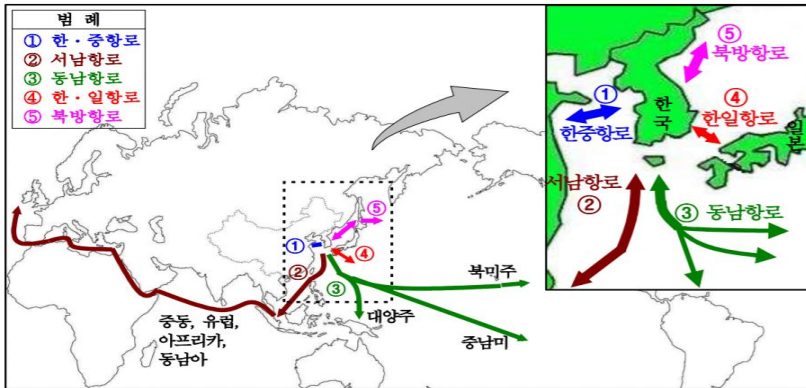 범 례
① 한·중항로
② 서남항로
③ 동남항로
④ 한·일항로
⑤ 북방항로
⑤
북방항로
①
한중항로
한국
④
한일항로
일본
서남항로
②
③ 동남항로
⑤
①
④
②
③
북미주
대양주
중남미
중동, 유럽,
아프리카,
동남아